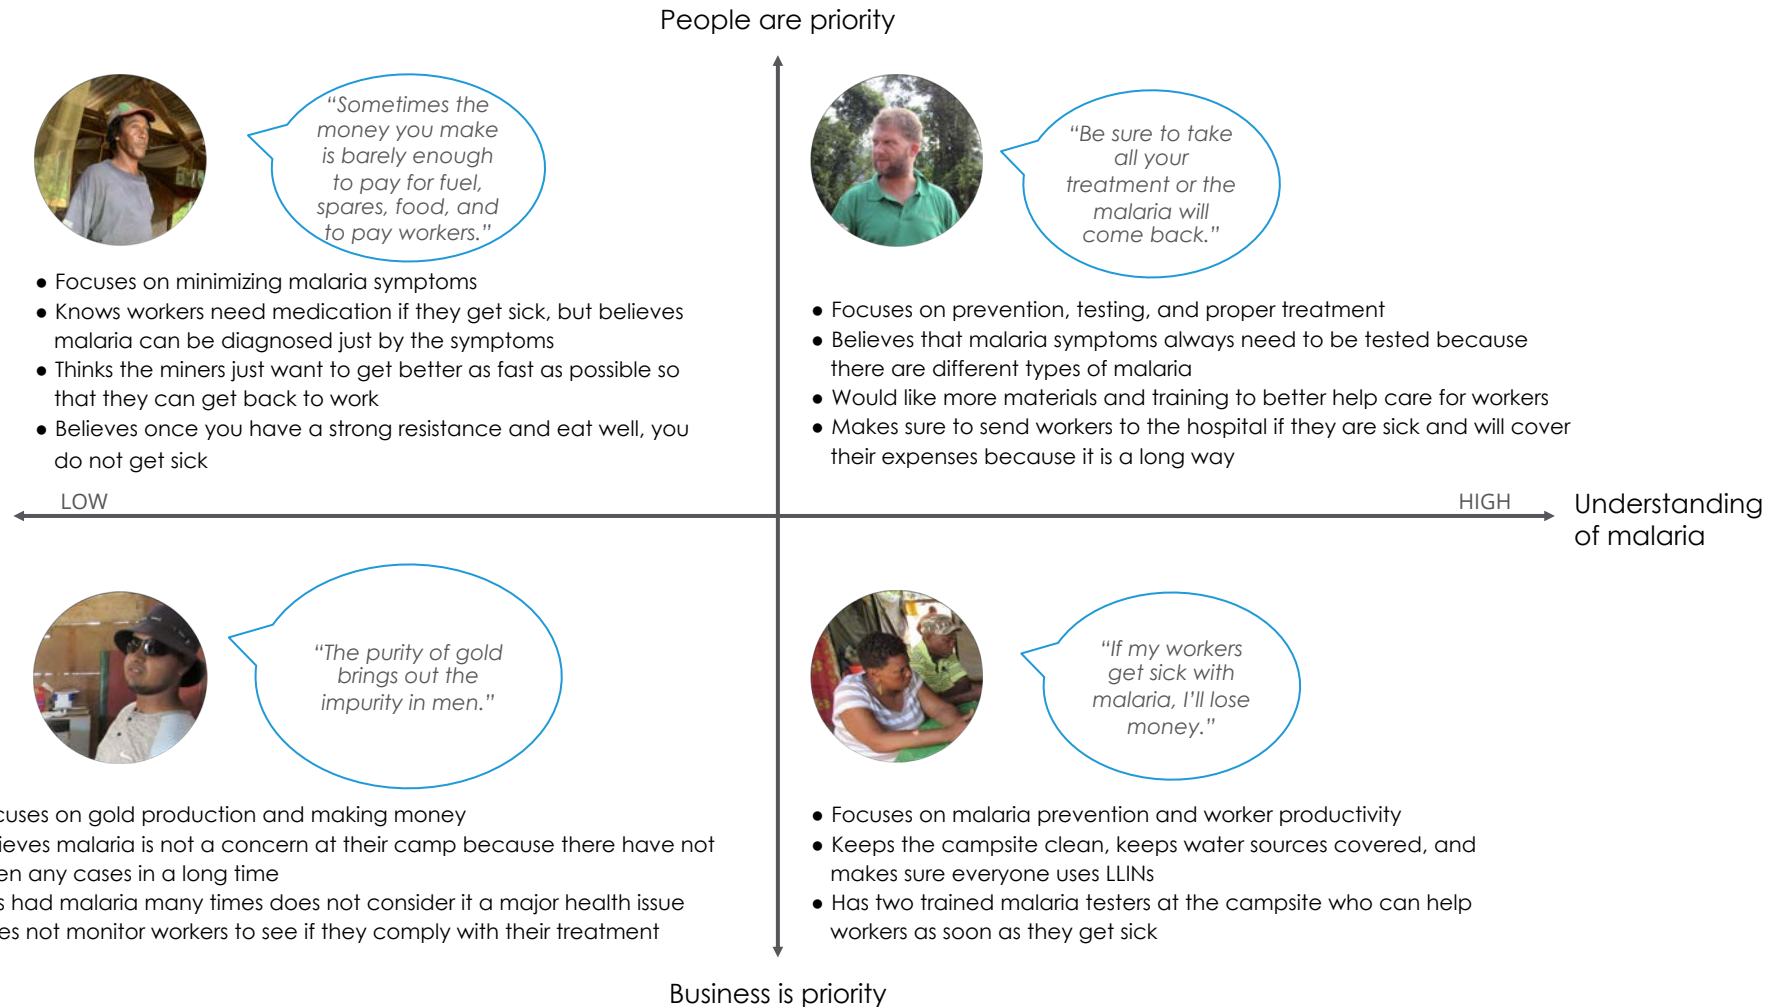 People are priority
“Sometimes the
money you make
is barely enough
to pay for fuel,
spares, food, and
to pay workers.”
● Focuses on minimizing malaria symptoms
● Knows workers need medication if they get sick, but believes
malaria can be diagnosed just by the symptoms
● Thinks the miners just want to get better as fast as possible so
that they can get back to work
● Believes once you have a strong resistance and eat well, you
do not get sick
“Be sure to take
all your
treatment or the
malaria will
come back.”
● Focuses on prevention, testing, and proper treatment
● Believes that malaria symptoms always need to be tested because
there are different types of malaria
● Would like more materials and training to better help care for workers
● Makes sure to send workers to the hospital if they are sick and will cover
their expenses because it is a long way
LOW
HIGH
Understanding
of malaria
“The purity of gold
brings out the
impurity in men.”
cuses on gold production and making money
ieves malaria is not a concern at their camp because there have not
en any cases in a long time
s had malaria many times does not consider it a major health issue
es not monitor workers to see if they comply with their treatment
“If my workers
get sick with
malaria, I’ll lose
money.”
● Focuses on malaria prevention and worker productivity
● Keeps the campsite clean, keeps water sources covered, and
makes sure everyone uses LLINs
● Has two trained malaria testers at the campsite who can help
workers as soon as they get sick
Business is priority